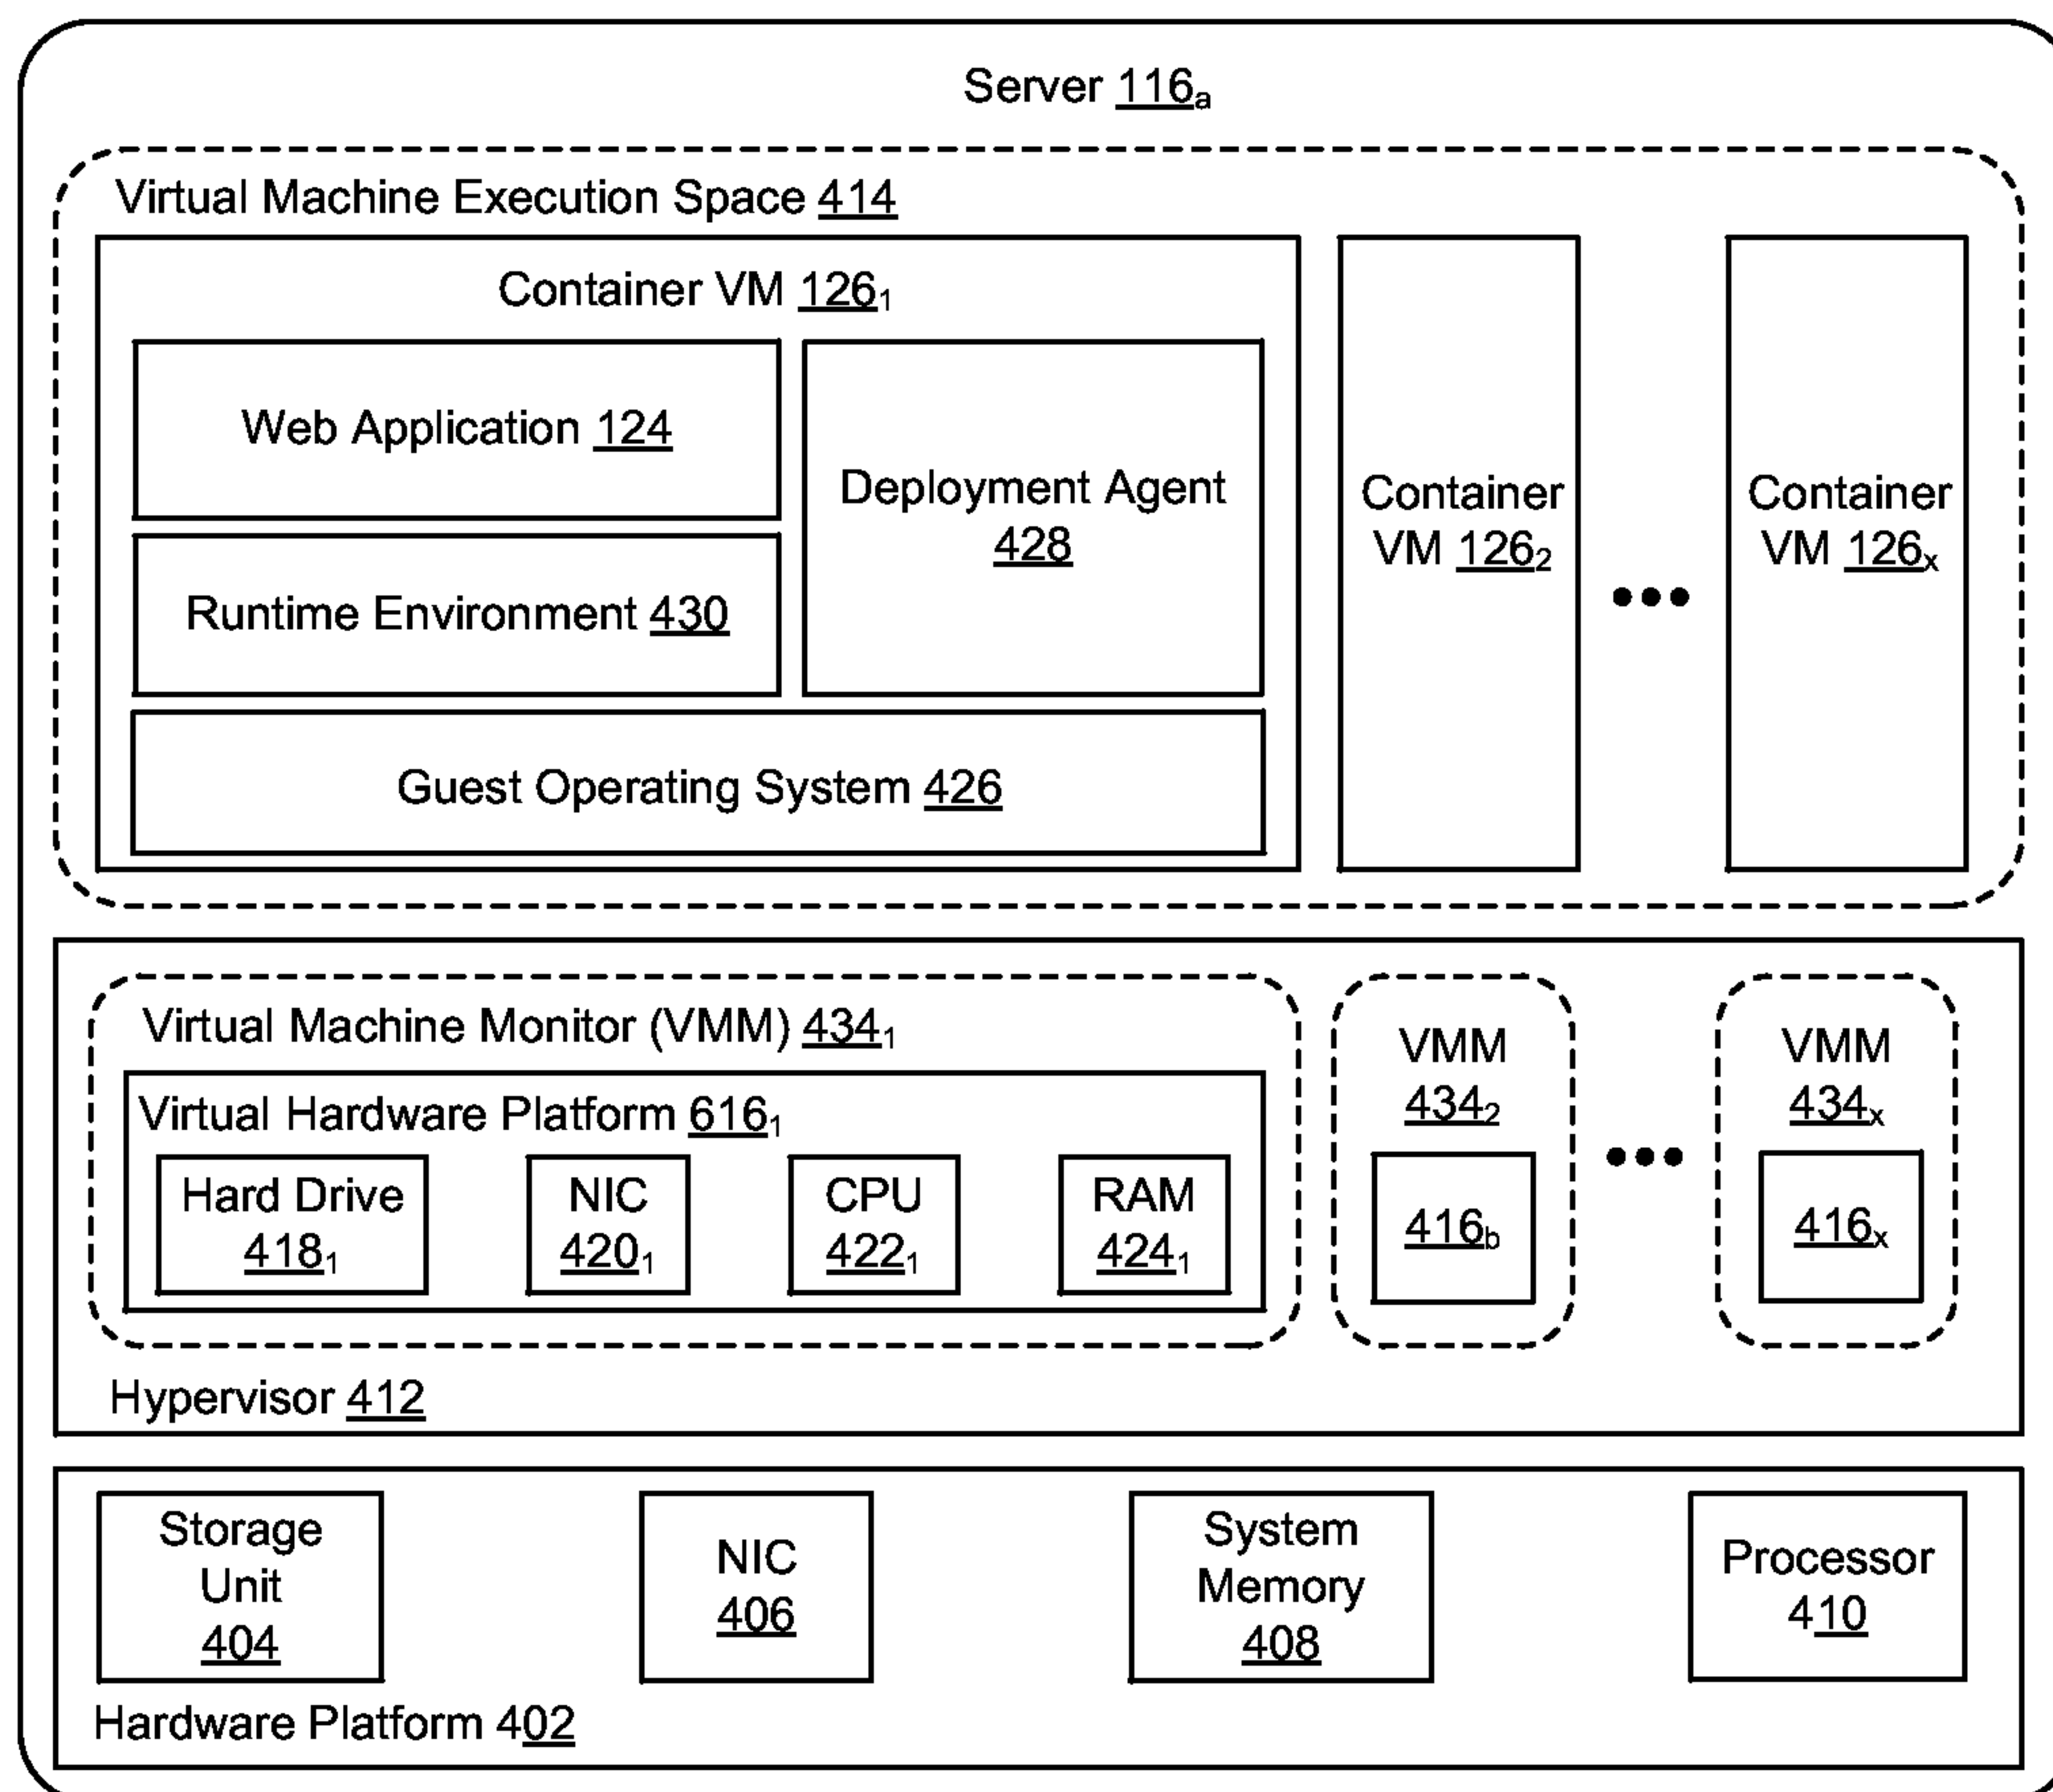 Server 116a
Virtual Machine Execution Space 414
Container VM 126₁
Web Application 124
Deployment Agent
428
Runtime Environment 430
Guest Operating System 426
Container
VM 126₂
•••
Container
VM 126ₓ
Virtual Machine Monitor (VMM) 434₁
Virtual Hardware Platform 616₁
Hard Drive
418₁
NIC
420₁
CPU
422₁
RAM
424₁
VMM
434₂
416b
•••
VMM
434ₓ
416ₓ
Hypervisor 412
Storage
Unit
404
NIC
406
System
Memory
408
Processor
410
Hardware Platform 402